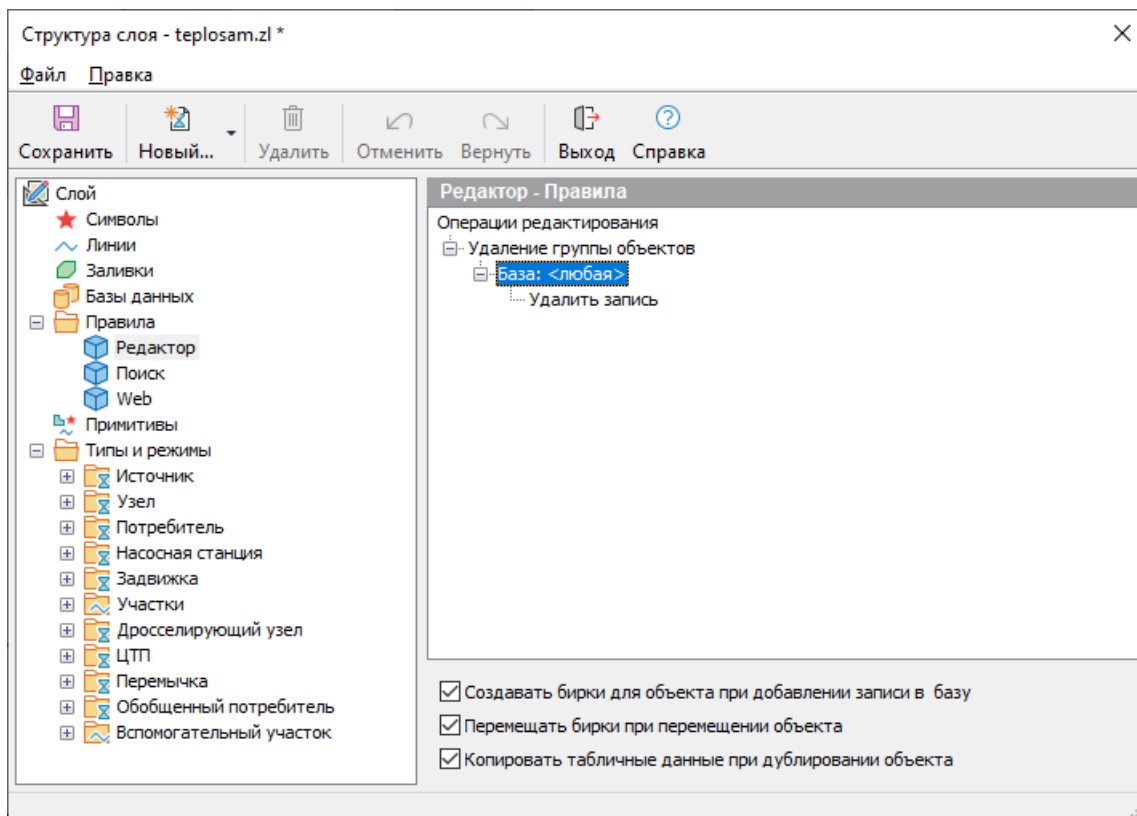 Структура слоя - teplosam.zl *
Файл Правка
Сохранить Новый... Удалить Отменить Вернуть Выход Справка
Слой
Символы
Линии
Заливки
Базы данных
Правила
Редактор
Поиск
Web
Примитивы
Типы и режимы
Источник
Узел
Потребитель
Насосная станция
Задвижка
Участки
Дросселирующий узел
ЦТП
Перемычка
Обобщенный потребитель
Вспомогательный участок
Редактор - Правила
Операции редактирования
Удаление группы объектов
База: <любая>
Удалить запись
Создавать бирки для объекта при добавлении записи в базу
Перемещать бирки при перемещении объекта
Копировать табличные данные при дублировании объекта